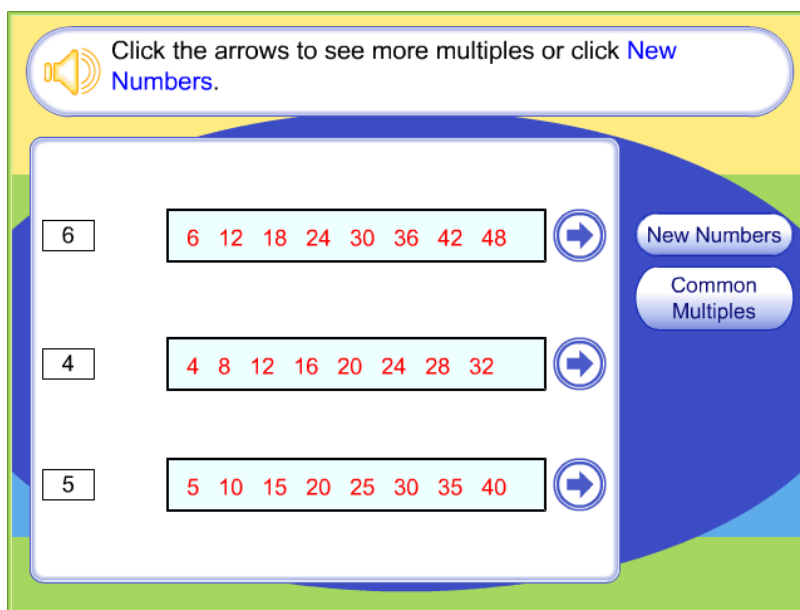 Click the arrows to see more multiples or click New
Numbers.
6
6 12 18 24 30 36 42 48
New Numbers
Common
Multiples
4
4 8 12 16 20 24 28 32
5
5 10 15 20 25 30 35 40